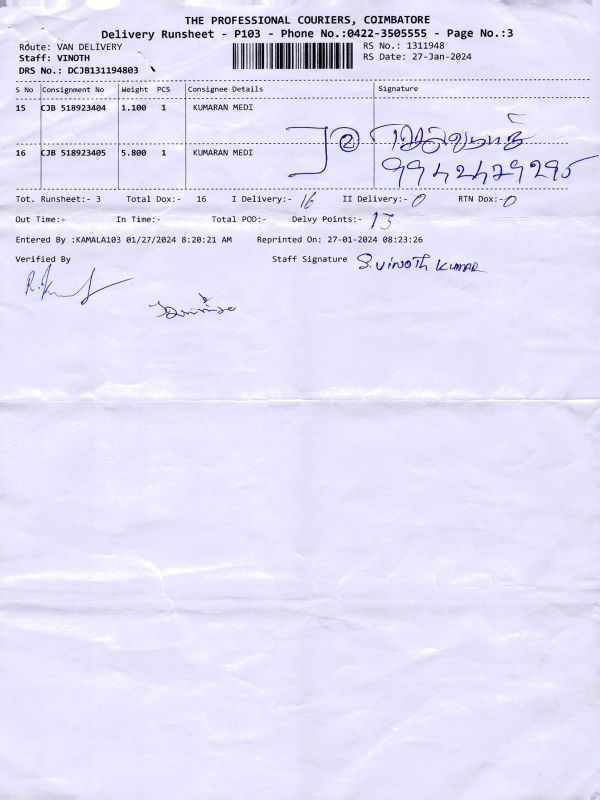 THE PROFESSIONAL COURIERS, COIMBATORE
Delivery Runsheet - P103 - Phone No.:0422-3505555 - Page No.:3
Route: VAN DELIVERY RS No.: 1311948
Staff: VINOTH RS Date: 27-Jan-2024
DRS No.: DCJB131194803
S No Consignment No Weight PCS Consignee Details Signature
15 CJB 518923404 1.100 1 KUMARAN MEDI
②
16 CJB 518923405 5.800 1 KUMARAN MEDI 9942429295
Tot. Runsheet:- 3 Total Dox:- 16 I Delivery:- 16 II Delivery:- 0 RTN Dox:- 0
Out Time:- In Time:- Total POD:- Delvy Points:- 13
Entered By :KAMALA103 01/27/2024 8:20:21 AM Reprinted On: 27-01-2024 08:23:26
Verified By Staff Signature S.VINOTH KUMAR